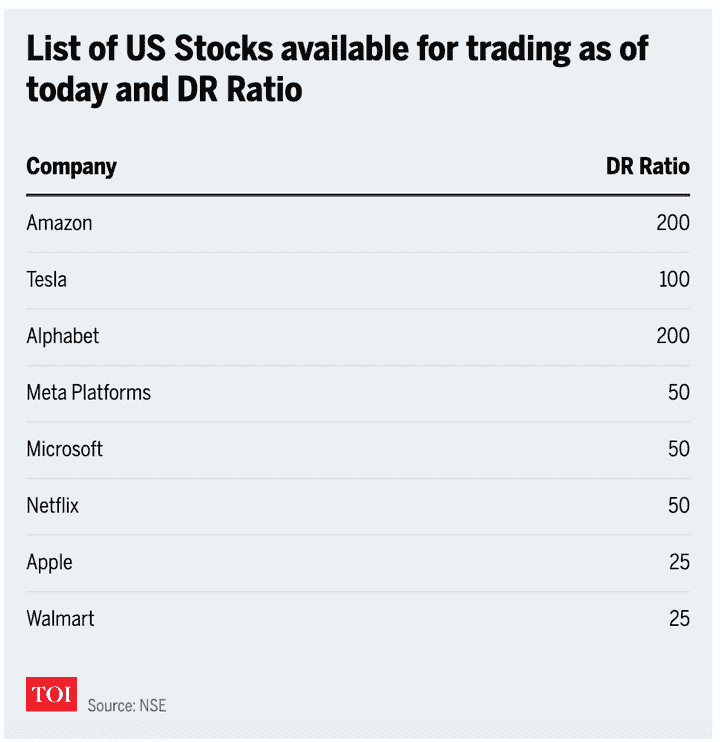 List of US Stocks available for trading as of
today and DR Ratio
Company DR Ratio
Amazon 200
Tesla 100
Alphabet 200
Meta Platforms 50
Microsoft 50
Netflix 50
Apple 25
Walmart 25
TOI Source: NSE